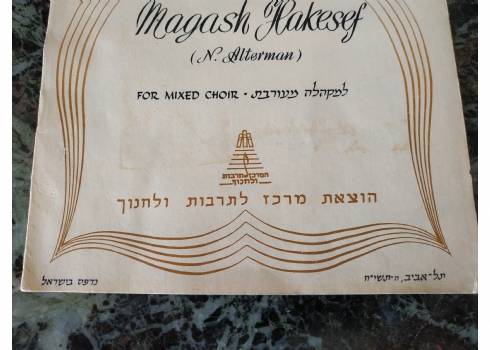 Magash Hakesef
(N. Alterman)
FOR MIXED CHOIR • למקהלה מעורבת
המרכז לתרבות
ולחנוך
הוצאת מרכז לתרבות ולחנוך
תל־אביב, ה־תשי״ח
נדפס בישראל